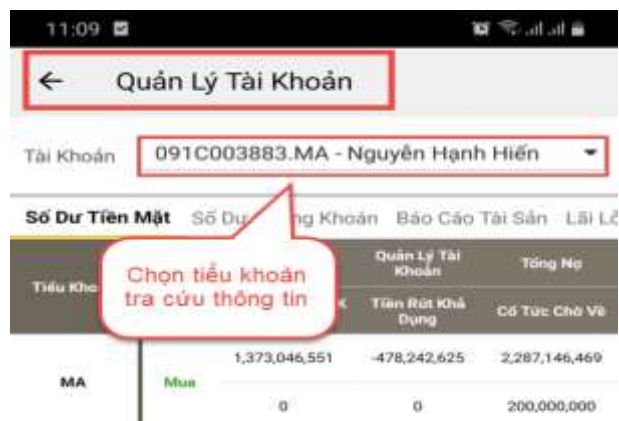 11:09
Quản Lý Tài Khoản
Tài Khoản 091C003883.MA - Nguyễn Hạnh Hiến
Số Dư Tiền Mặt Số Dư ng Khoán Báo Cáo Tài Sản Lãi Lỗ
Tiểu Kho
Quản Lý Tài Khoản
Tổng Nợ
Chọn tiểu khoản
tra cứu thông tin
K
Tiền Rút Khả Dụng
Cổ Tức Chờ Về
MA Mua 1,373,046,551 -478,242,625 2,287,146,469
0 0 200,000,000